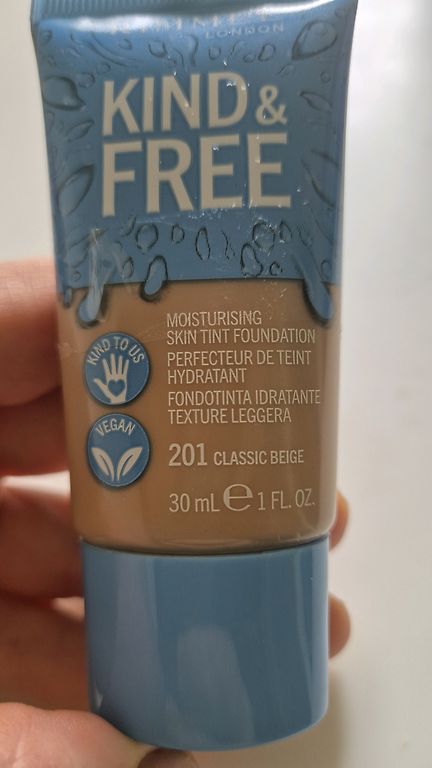 LONDON
KIND &
FREE
MOISTURISING
SKIN TINT FOUNDATION
PERFECTEUR DE TEINT
HYDRATANT
FONDOTINTA IDRATANTE
TEXTURE LEGGERA
KIND TO US
VEGAN
201 CLASSIC BEIGE
30 mL ℮ 1 FL. OZ.